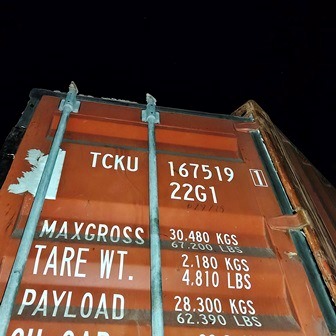 TCKU 167519
22G1
MAXGROSS 30.480 KGS
67,200 LBS
TARE WT. 2.180 KGS
4,810 LBS
PAYLOAD 28.300 KGS
62,390 LBS